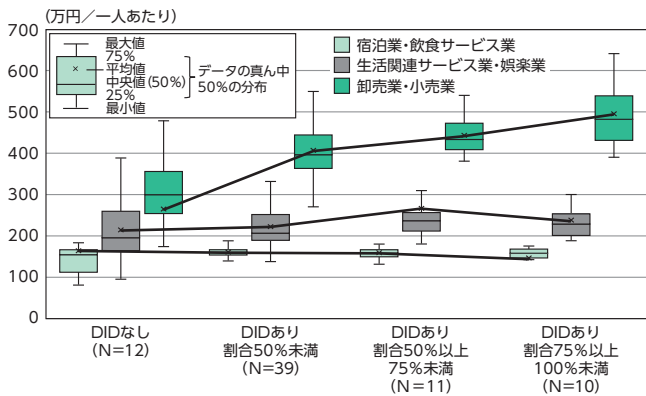 (万円／一人あたり)
700
600
500
400
300
200
100
0
最大値
75%
平均値
中央値(50%)
25%
最小値
データの真ん中
50%の分布
宿泊業・飲食サービス業
生活関連サービス業・娯楽業
卸売業・小売業
DIDなし
(N＝12)
DIDあり
割合50%未満
(N=39)
DIDあり
割合50%以上
75%未満
(N＝11)
DIDあり
割合75%以上
100%未満
(N＝10)